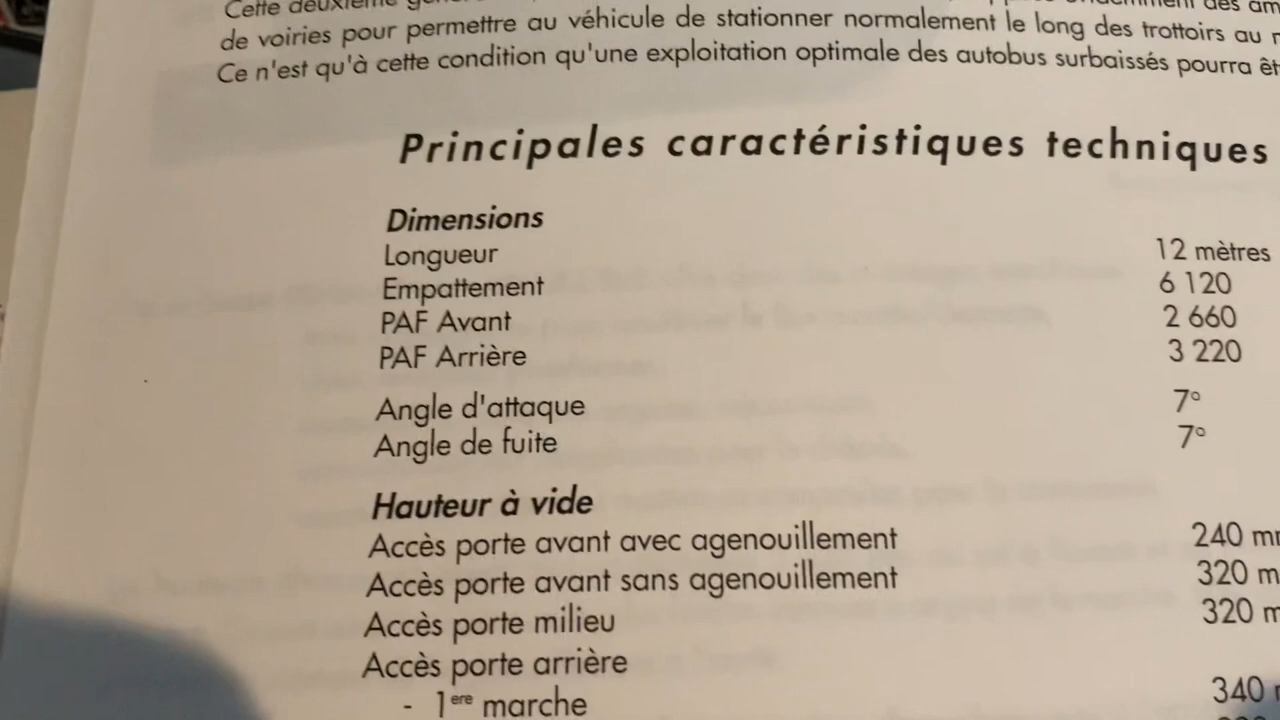 Cette deuxième
de voiries pour permettre au véhicule de stationner normalement le long des trottoirs au
Ce n'est qu'à cette condition qu'une exploitation optimale des autobus surbaissés pourra
Principales caractéristiques techniques
Dimensions
Longueur 12 mètres
Empattement 6 120
PAF Avant 2 660
PAF Arrière 3 220
Angle d'attaque 7°
Angle de fuite 7°
Hauteur à vide
Accès porte avant avec agenouillement 240
Accès porte avant sans agenouillement 320
Accès porte milieu 320
Accès porte arrière
- 1ere marche 340